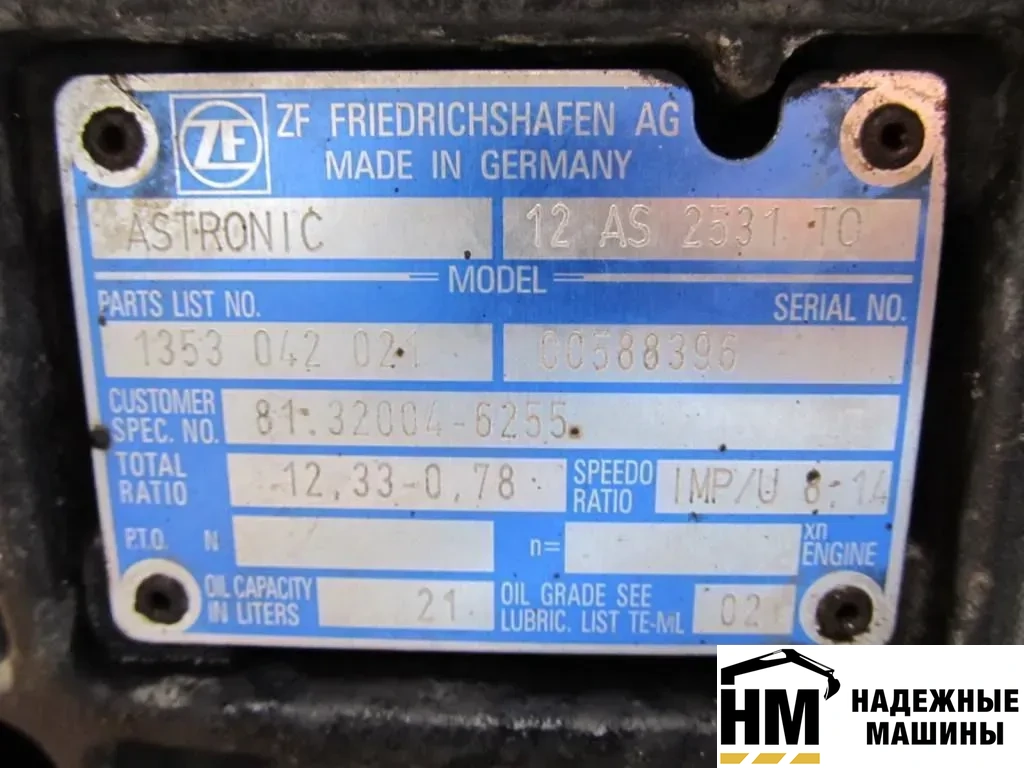 ZF
ZF FRIEDRICHSHAFEN AG
MADE IN GERMANY
ASTRONIC 12 AS 2531 TO
MODEL
PARTS LIST NO. SERIAL NO.
1353 042 021 00588396
CUSTOMER SPEC. NO. 81.32004-6255
TOTAL RATIO 12,33-0,78 SPEEDO RATIO IMP/U 8:14
P.T.O. N n= xn ENGINE
OIL CAPACITY IN LITERS 21 OIL GRADE SEE LUBRIC. LIST TE-ML 02
НМ НАДЕЖНЫЕ МАШИНЫ